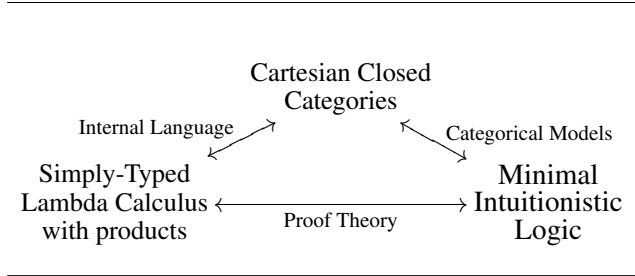 Cartesian Closed
Categories
Internal Language
Categorical Models
Simply-Typed
Lambda Calculus
with products
Proof Theory
Minimal
Intuitionistic
Logic